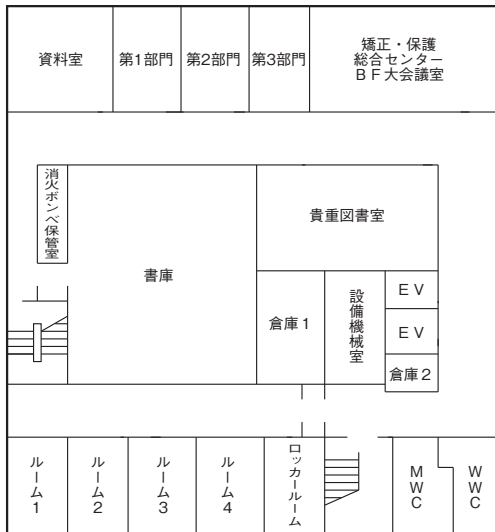 資料室
第1部門
第2部門
第3部門
矯正・保護
総合センター
ＢＦ大会議室
消火ボンベ保管室
書庫
貴重図書室
倉庫1
設備機械室
ＥＶ
ＥＶ
倉庫2
ルーム1
ルーム2
ルーム3
ルーム4
ロッカールーム
ＭＷＣ
ＷＷＣ